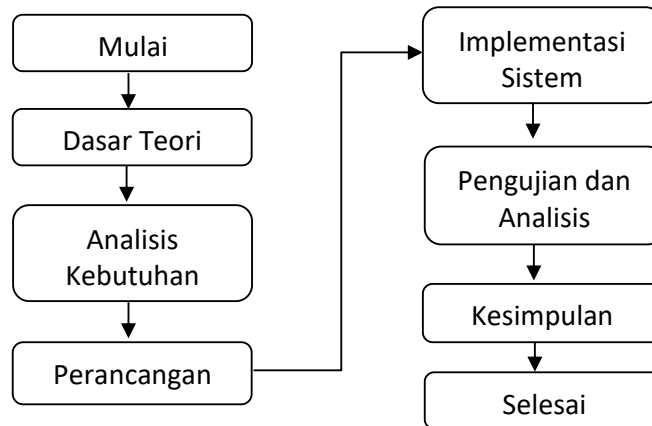 Mulai
Dasar Teori
Analisis
Kebutuhan
Perancangan
Implementasi
Sistem
Pengujian dan
Analisis
Kesimpulan
Selesai